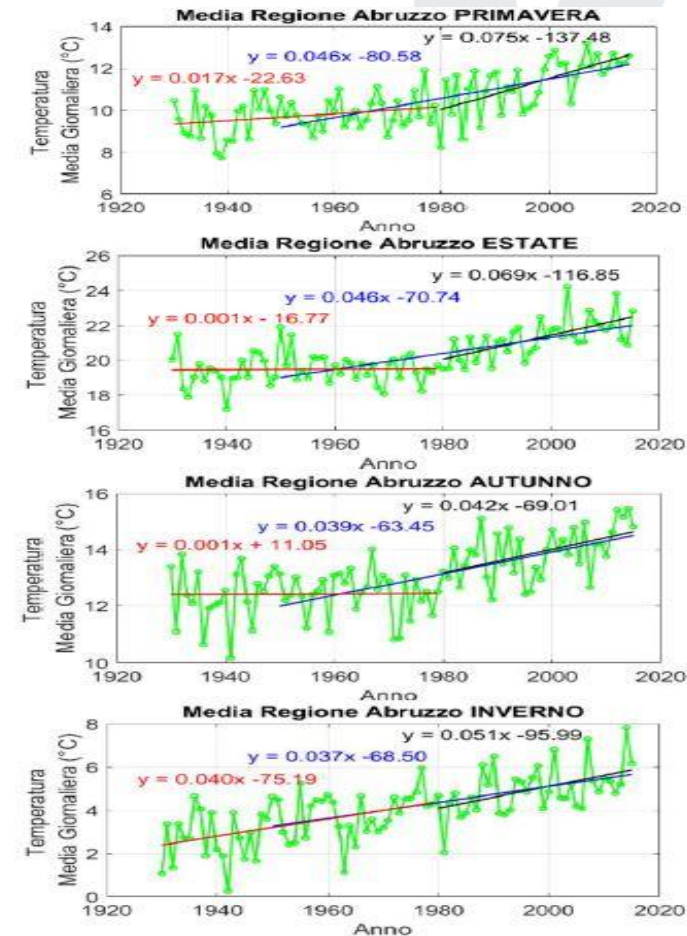 Media Regione Abruzzo PRIMAVERA
y = 0.075x -137.48
y = 0.046x -80.58
y = 0.017x -22.63
Temperatura
Media Giornaliera (°C)
14
12
10
8
6
1920 1940 1960 1980 2000 2020
Anno
Media Regione Abruzzo ESTATE
y = 0.069x -116.85
y = 0.046x -70.74
y = 0.001x - 16.77
Temperatura
Media Giornaliera (°C)
26
24
22
20
18
16
1920 1940 1960 1980 2000 2020
Anno
Media Regione Abruzzo AUTUNNO
y = 0.042x -69.01
y = 0.039x -63.45
y = 0.001x + 11.05
Temperatura
Media Giornaliera (°C)
16
14
12
10
1920 1940 1960 1980 2000 2020
Anno
Media Regione Abruzzo INVERNO
y = 0.051x -95.99
y = 0.037x -68.50
y = 0.040x -75.19
Temperatura
Media Giornaliera (°C)
8
6
4
2
0
1920 1940 1960 1980 2000 2020
Anno